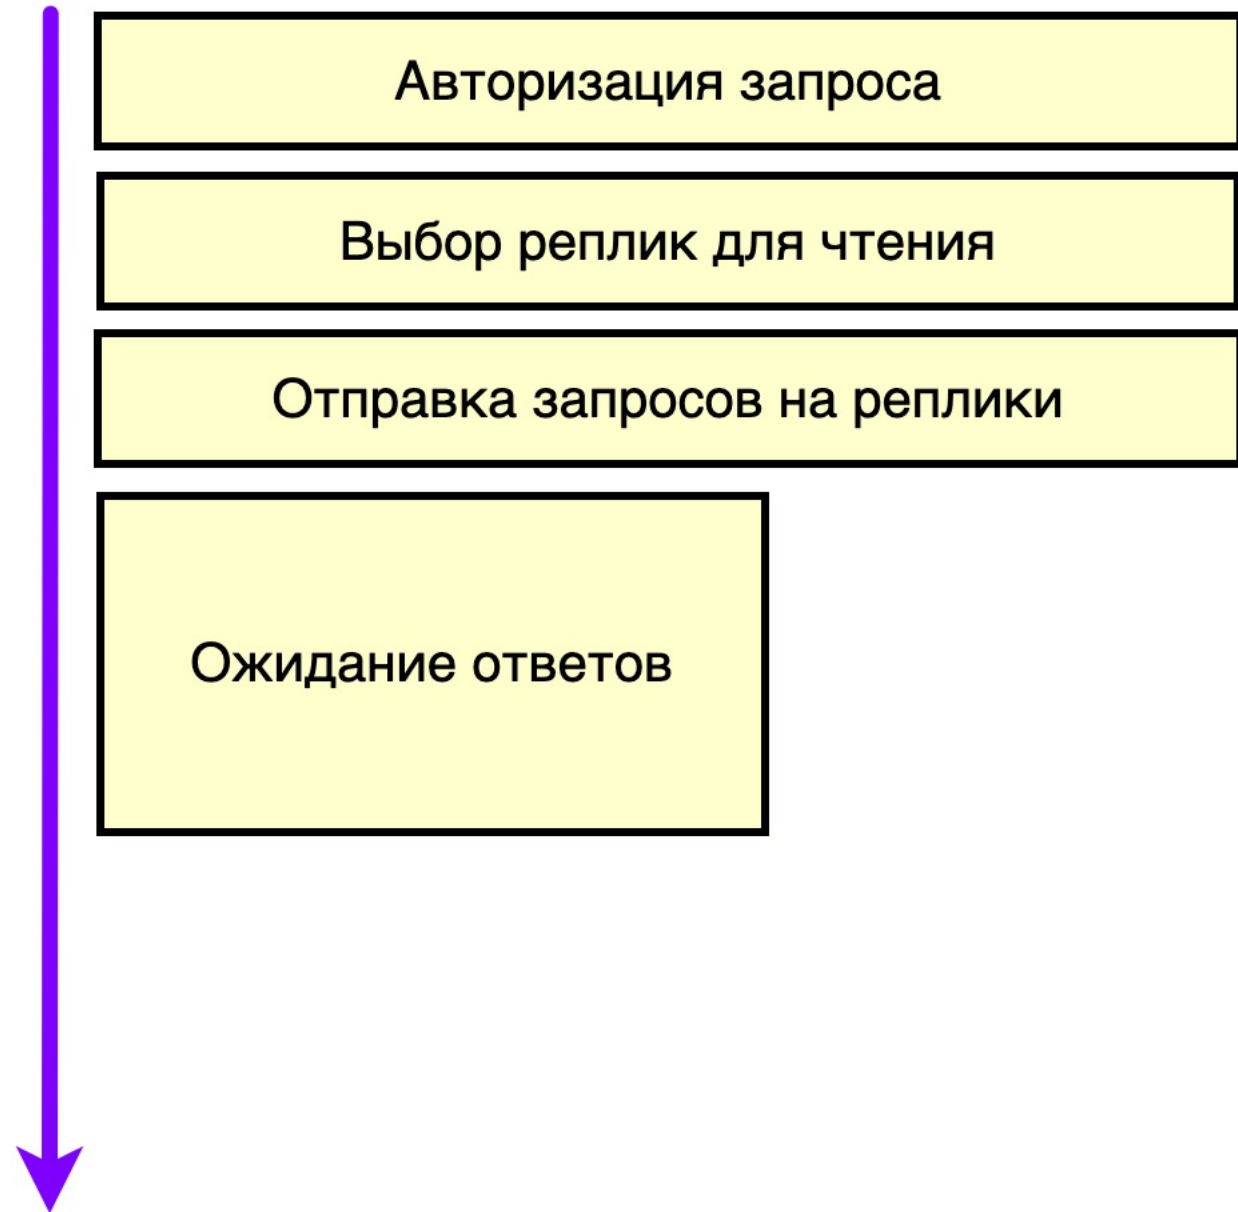 Авторизация запроса
Выбор реплик для чтения
Отправка запросов на реплики
Ожидание ответов